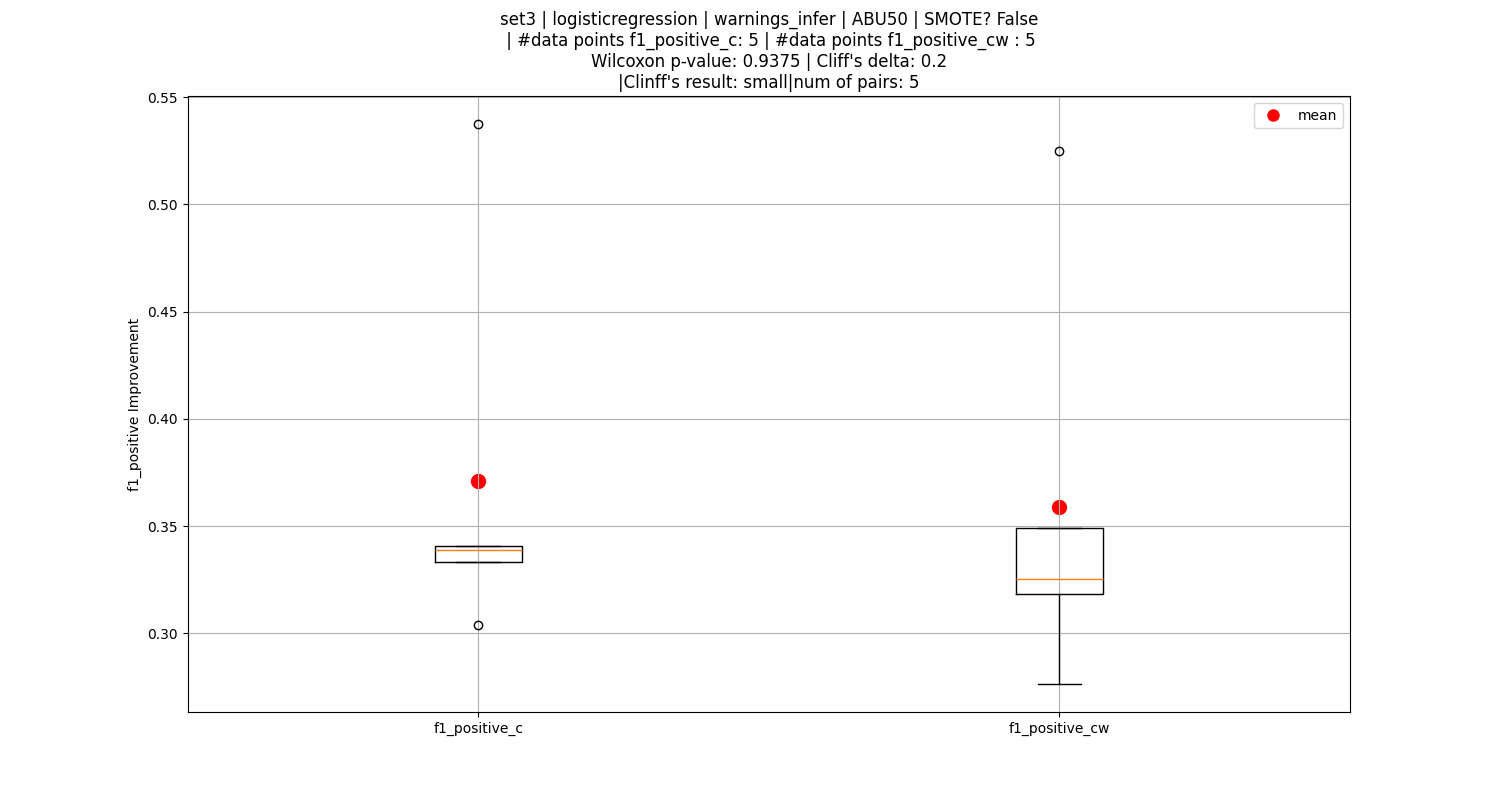 set3 | logisticregression | warnings_infer | ABU50 | SMOTE? False
| #data points f1_positive_c: 5 | #data points f1_positive_cw : 5
Wilcoxon p-value: 0.9375 | Cliff's delta: 0.2
|Clinff's result: small|num of pairs: 5
mean
f1_positive Improvement
0.55
0.50
0.45
0.40
0.35
0.30
f1_positive_c
f1_positive_cw